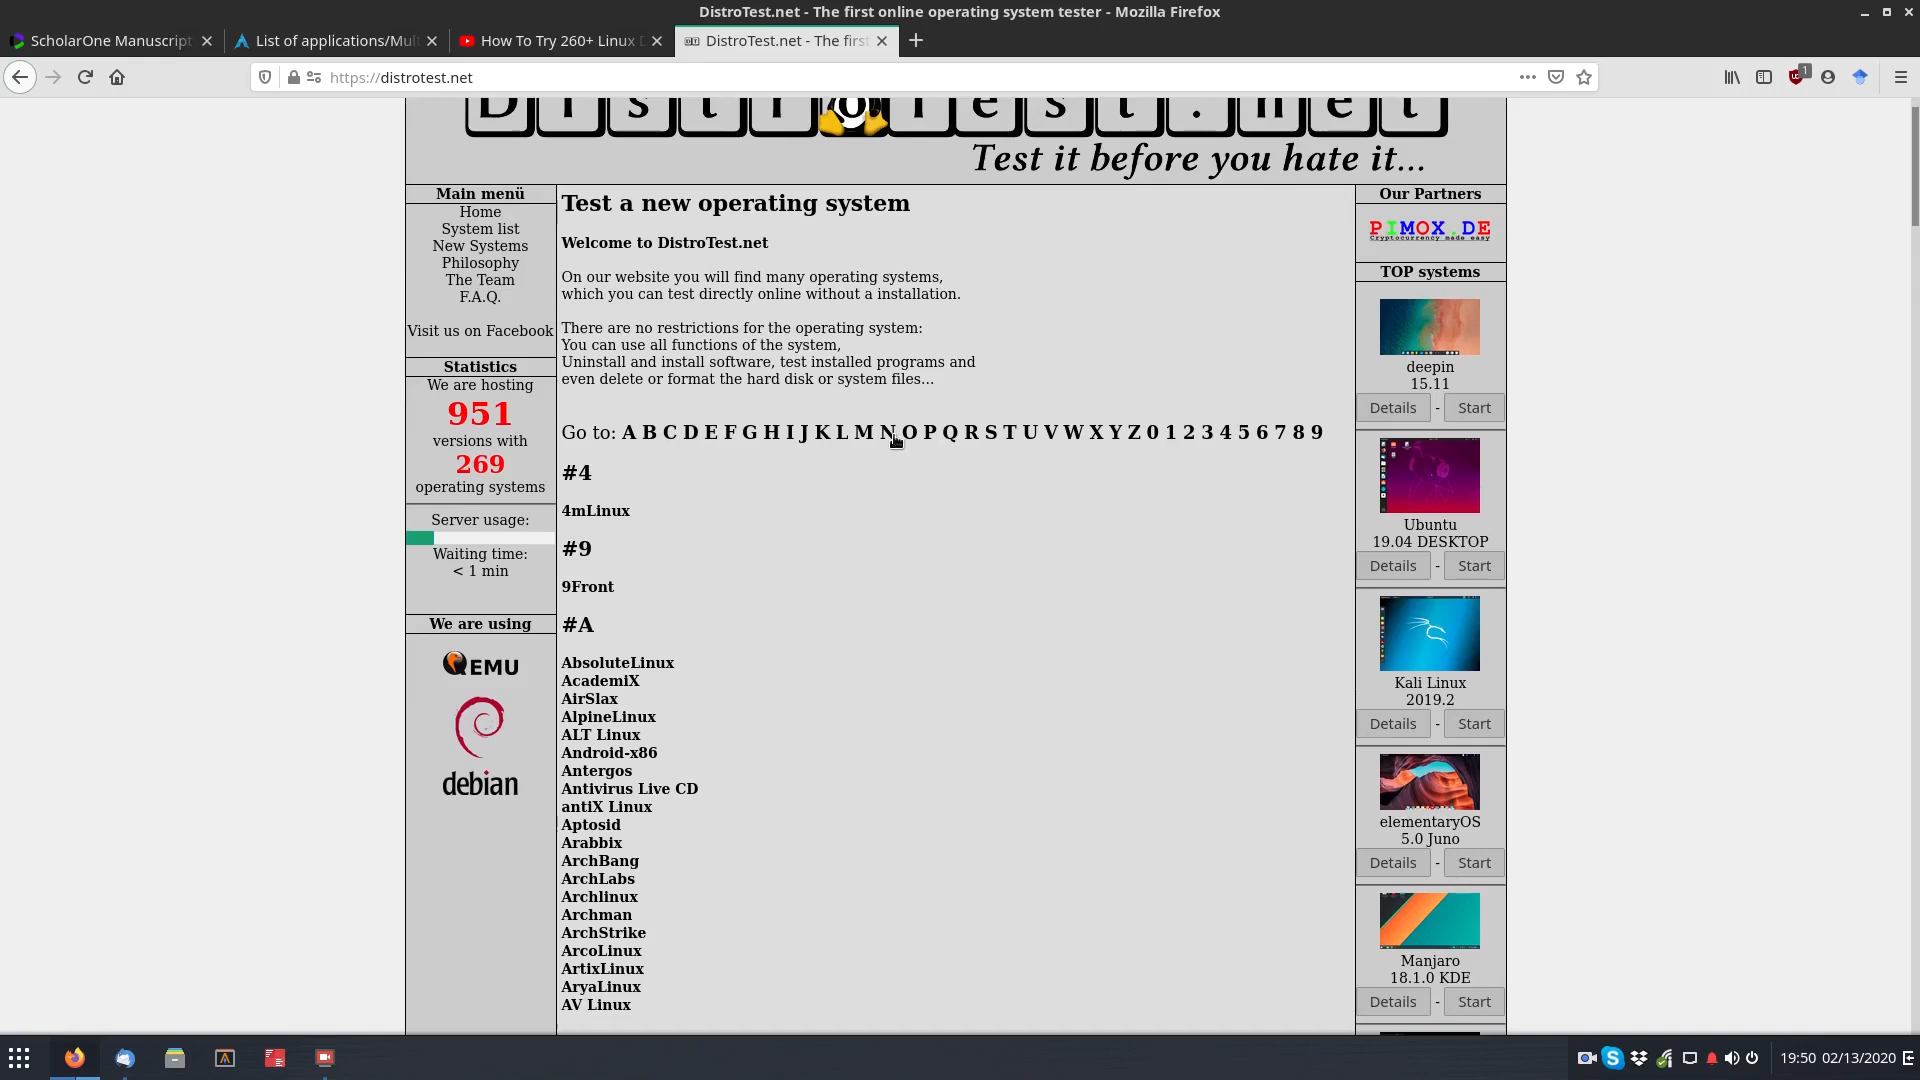 DistroTest.net - The first online operating system tester - Mozilla Firefox
ScholarOne Manuscript
List of applications/Mul
How To Try 260+ Linux D
DistroTest.net - The first
https://distrotest.net
1
DistroTest.net
Test it before you hate it...
Main menü
Home
System list
New Systems
Philosophy
The Team
F.A.Q.
Visit us on Facebook
Statistics
We are hosting
951
versions with
269
operating systems
Server usage:
Waiting time:
< 1 min
We are using
QEMU
debian
Test a new operating system
Welcome to DistroTest.net
On our website you will find many operating systems,
which you can test directly online without a installation.
There are no restrictions for the operating system:
You can use all functions of the system,
Uninstall and install software, test installed programs and
even delete or format the hard disk or system files...
Go to: A B C D E F G H I J K L M N O P Q R S T U V W X Y Z 0 1 2 3 4 5 6 7 8 9
#4
4mLinux
#9
9Front
#A
AbsoluteLinux
AcademiX
AirSlax
AlpineLinux
ALT Linux
Android-x86
Antergos
Antivirus Live CD
antiX Linux
Aptosid
Arabbix
ArchBang
ArchLabs
Archlinux
Archman
ArchStrike
ArcoLinux
ArtixLinux
AryaLinux
AV Linux
Our Partners
PIMOX.DE
Cryptocurrency made easy
TOP systems
deepin
15.11
Details - Start
Ubuntu
19.04 DESKTOP
Details - Start
Kali Linux
2019.2
Details - Start
elementaryOS
5.0 Juno
Details - Start
Manjaro
18.1.0 KDE
Details - Start
19:50 02/13/2020